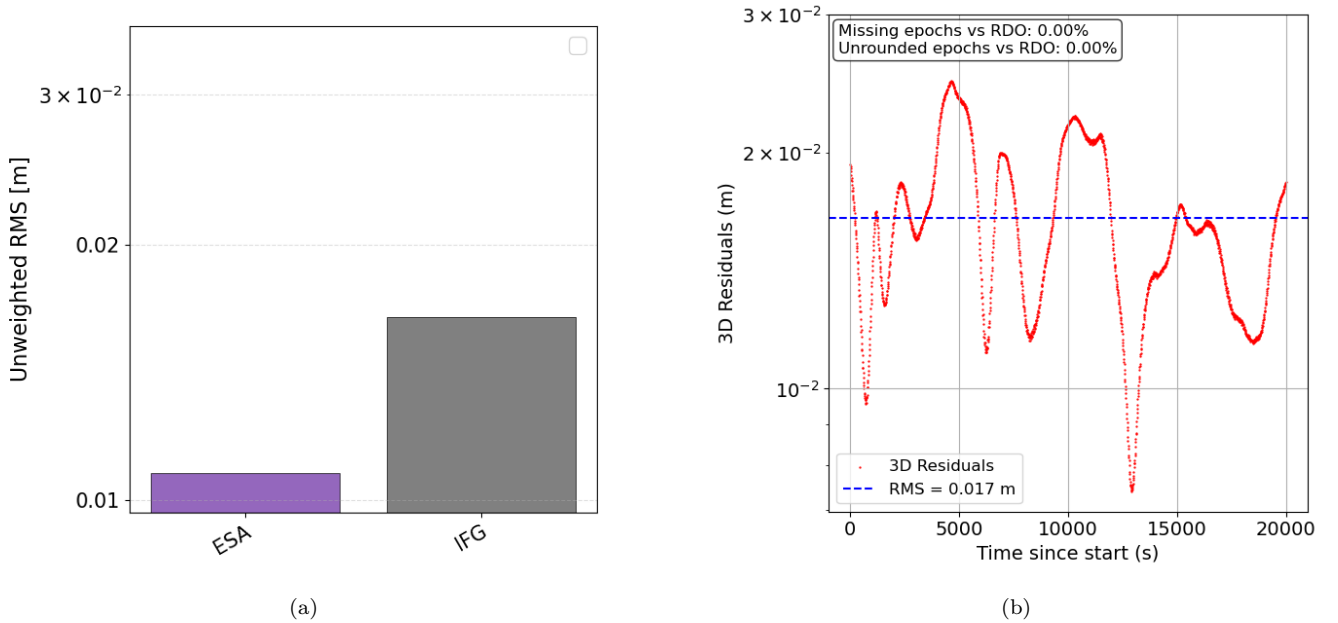 Unweighted RMS [m]
3 × 10⁻²
0.02
0.01
ESA
IFG
(a)
3D Residuals (m)
3 × 10⁻²
2 × 10⁻²
10⁻²
Missing epochs vs RDO: 0.00%
Unrounded epochs vs RDO: 0.00%
3D Residuals
RMS = 0.017 m
0
5000
10000
15000
20000
Time since start (s)
(b)